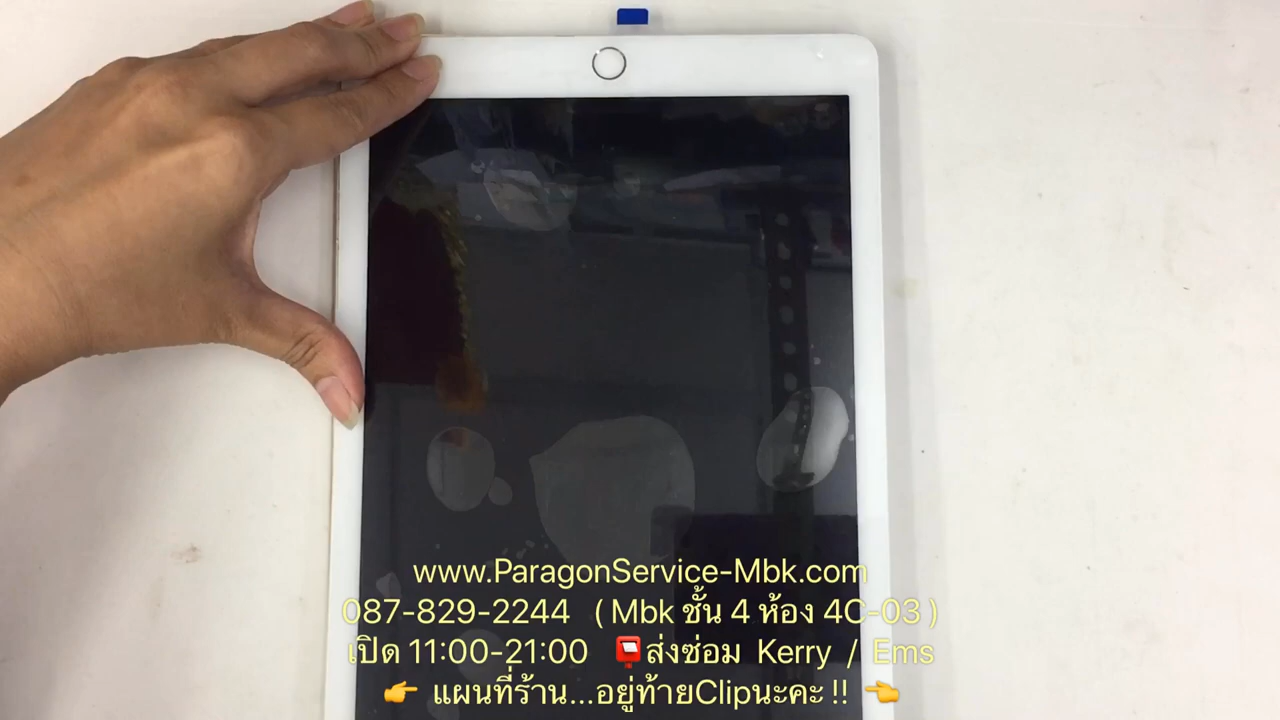 www.ParagonService-Mbk.com
087-829-2244 ( Mbk ชั้น 4 ห้อง 4C-03 )
เปิด 11:00-21:00 📮ส่งซ่อม Kerry / Ems
👉 แผนที่ร้าน...อยู่ท้ายClipนะคะ !! 👈